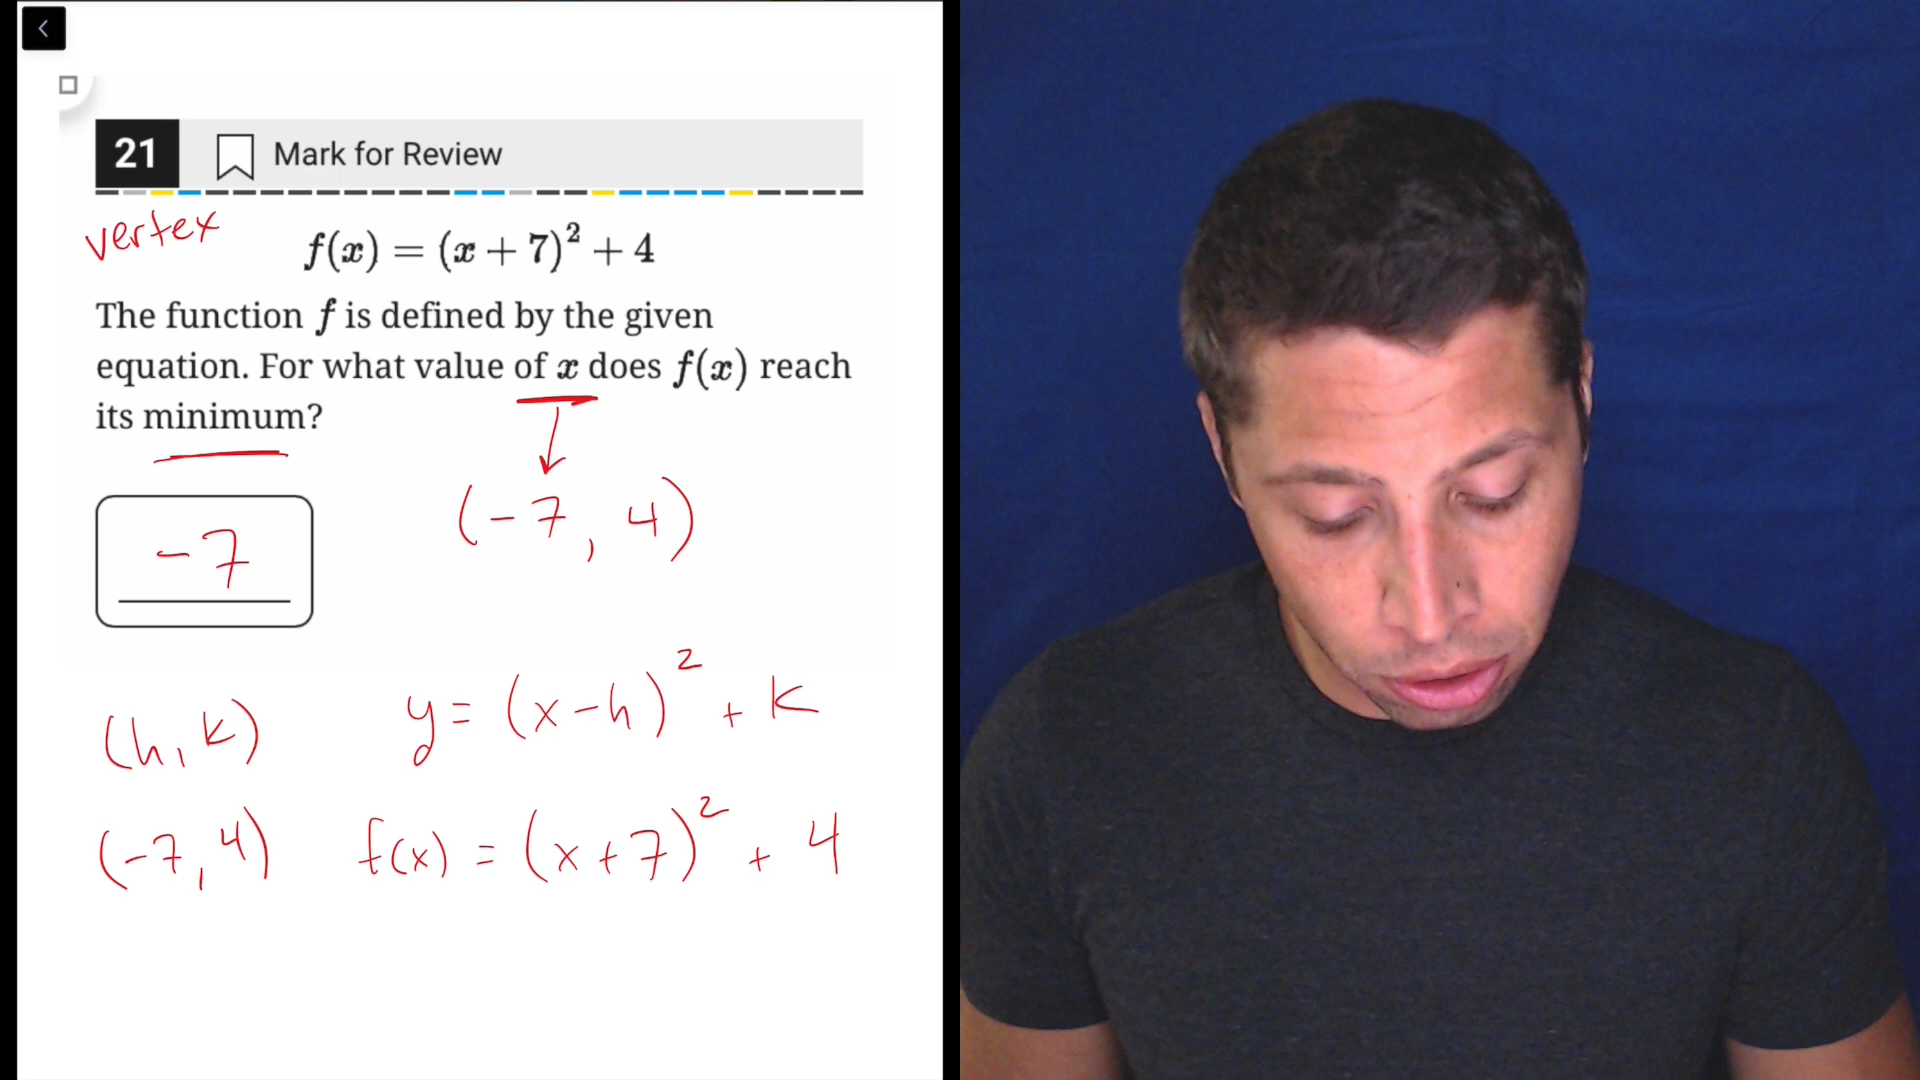 21 Mark for Review
vertex f(x) = (x + 7)² + 4
The function f is defined by the given
equation. For what value of x does f(x) reach
its minimum?
(-7, 4)
-7
(h, k) y = (x-h)² + k
(-7, 4) f(x) = (x+7)² + 4